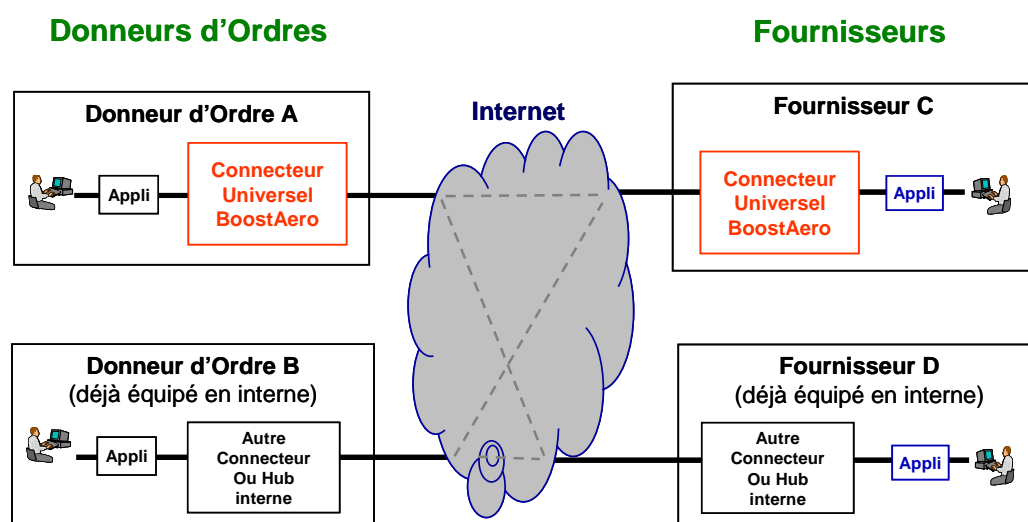 Donneurs d'Ordres
Fournisseurs
Donneur d'Ordre A
Appli
Connecteur
Universel
BoostAero
Internet
Fournisseur C
Connecteur
Universel
BoostAero
Appli
Donneur d'Ordre B
(déjà équipé en interne)
Appli
Autre
Connecteur
Ou Hub
interne
Fournisseur D
(déjà équipé en interne)
Autre
Connecteur
Ou Hub
interne
Appli